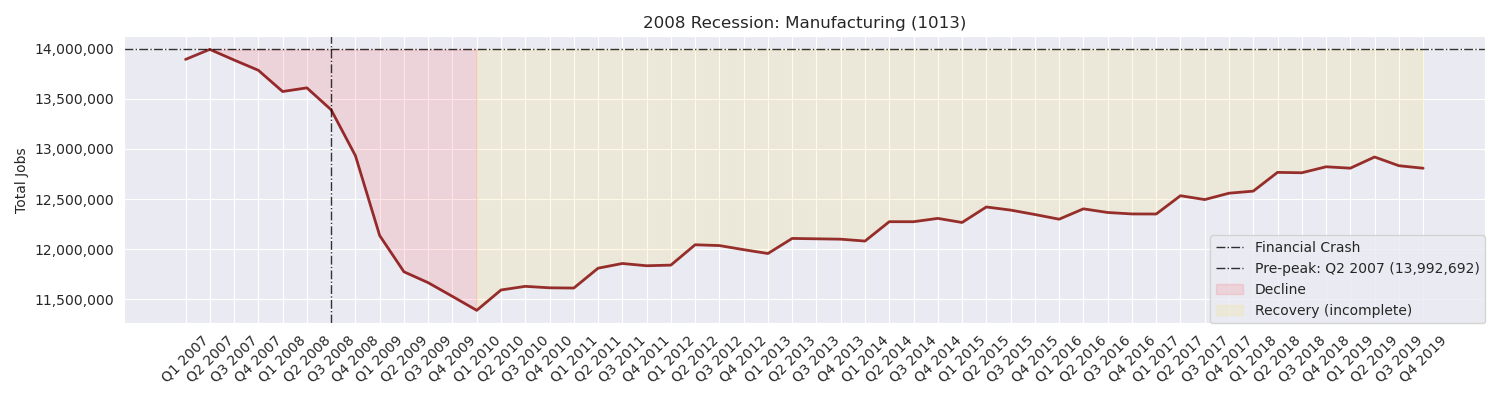 2008 Recession: Manufacturing (1013)
Total Jobs
14,000,000
13,500,000
13,000,000
12,500,000
12,000,000
11,500,000
Financial Crash
Pre-peak: Q2 2007 (13,992,692)
Decline
Recovery (incomplete)
Q1 2007
Q2 2007
Q3 2007
Q4 2007
Q1 2008
Q2 2008
Q3 2008
Q4 2008
Q1 2009
Q2 2009
Q3 2009
Q4 2009
Q1 2010
Q2 2010
Q3 2010
Q4 2010
Q1 2011
Q2 2011
Q3 2011
Q4 2011
Q1 2012
Q2 2012
Q3 2012
Q4 2012
Q1 2013
Q2 2013
Q3 2013
Q4 2013
Q1 2014
Q2 2014
Q3 2014
Q4 2014
Q1 2015
Q2 2015
Q3 2015
Q4 2015
Q1 2016
Q2 2016
Q3 2016
Q4 2016
Q1 2017
Q2 2017
Q3 2017
Q4 2017
Q1 2018
Q2 2018
Q3 2018
Q4 2018
Q1 2019
Q2 2019
Q3 2019
Q4 2019